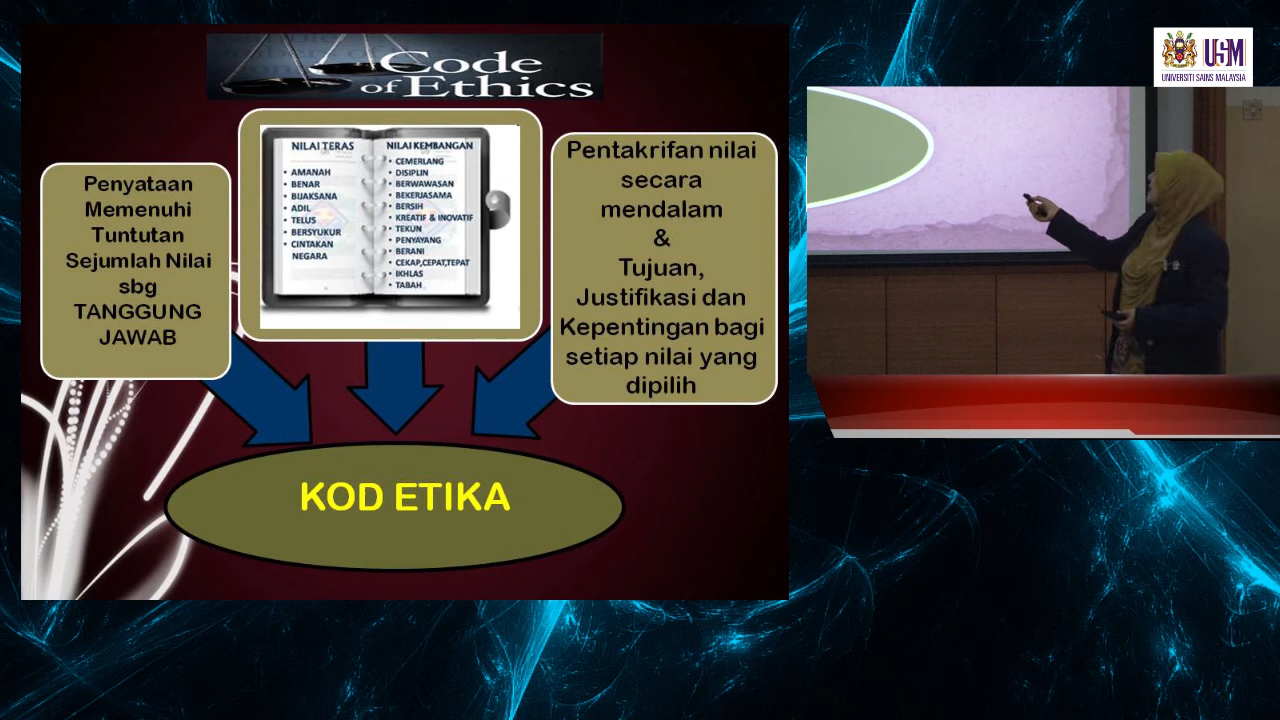 Code
of Ethics
Penyataan
Memenuhi
Tuntutan
Sejumlah Nilai
sbg
TANGGUNG
JAWAB
NILAI TERAS
• AMANAH
• BENAR
• BIJAKSANA
• ADIL
• TELUS
• BERSYUKUR
• CINTAKAN
NEGARA
NILAI KEMBANGAN
• CEMERLANG
• DISIPLIN
• BERWAWASAN
• BEKERJASAMA
• BERSIH
• KREATIF & INOVATIF
• TEKUN
• PENYAYANG
• BERANI
• CEKAP,CEPAT,TEPAT
• IKHLAS
• TABAH
Pentakrifan nilai
secara
mendalam
&
Tujuan,
Justifikasi dan
Kepentingan bagi
setiap nilai yang
dipilih
KOD ETIKA
USM
UNIVERSITI SAINS MALAYSIA